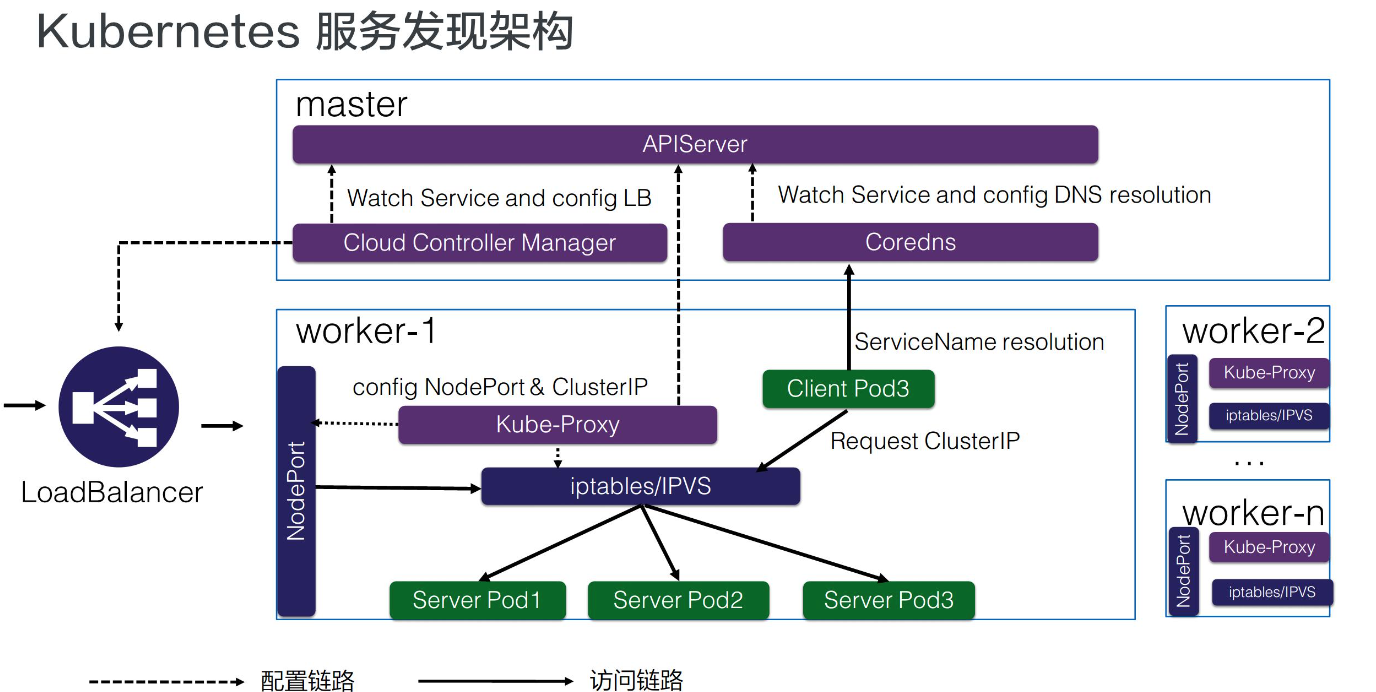 Kubernetes 服务发现架构
master
APIServer
Watch Service and config LB
Watch Service and config DNS resolution
Cloud Controller Manager
Coredns
worker-1
ServiceName resolution
config NodePort & ClusterIP
Client Pod3
Kube-Proxy
Request ClusterIP
NodePort
iptables/IPVS
LoadBalancer
Server Pod1
Server Pod2
Server Pod3
worker-2
NodePort
Kube-Proxy
iptables/IPVS
...
worker-n
NodePort
Kube-Proxy
iptables/IPVS
配置链路
访问链路